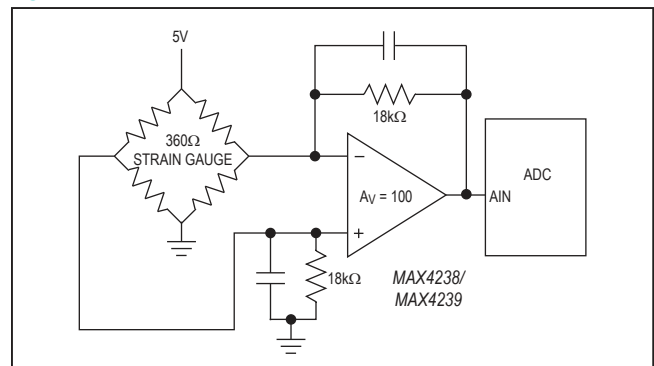 5V
360Ω
STRAIN GAUGE
18kΩ
−
AV = 100
+
AIN
ADC
18kΩ
MAX4238/
MAX4239